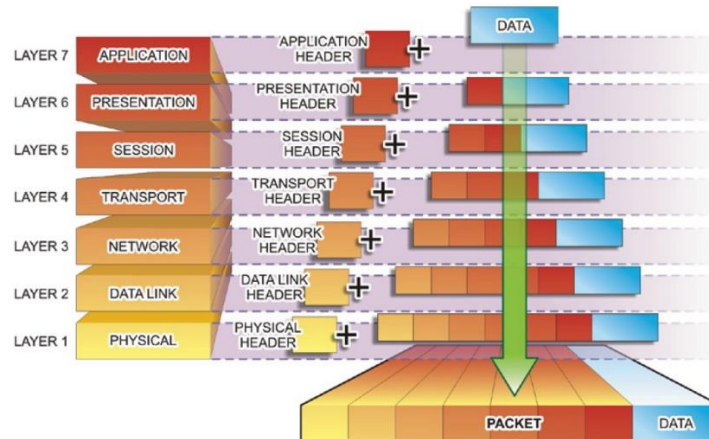 LAYER 7
APPLICATION
APPLICATION
HEADER
+
DATA
LAYER 6
PRESENTATION
PRESENTATION
HEADER
+
LAYER 5
SESSION
SESSION
HEADER
+
LAYER 4
TRANSPORT
TRANSPORT
HEADER
+
LAYER 3
NETWORK
NETWORK
HEADER
+
LAYER 2
DATA LINK
DATA LINK
HEADER
+
LAYER 1
PHYSICAL
PHYSICAL
HEADER
+
PACKET
DATA